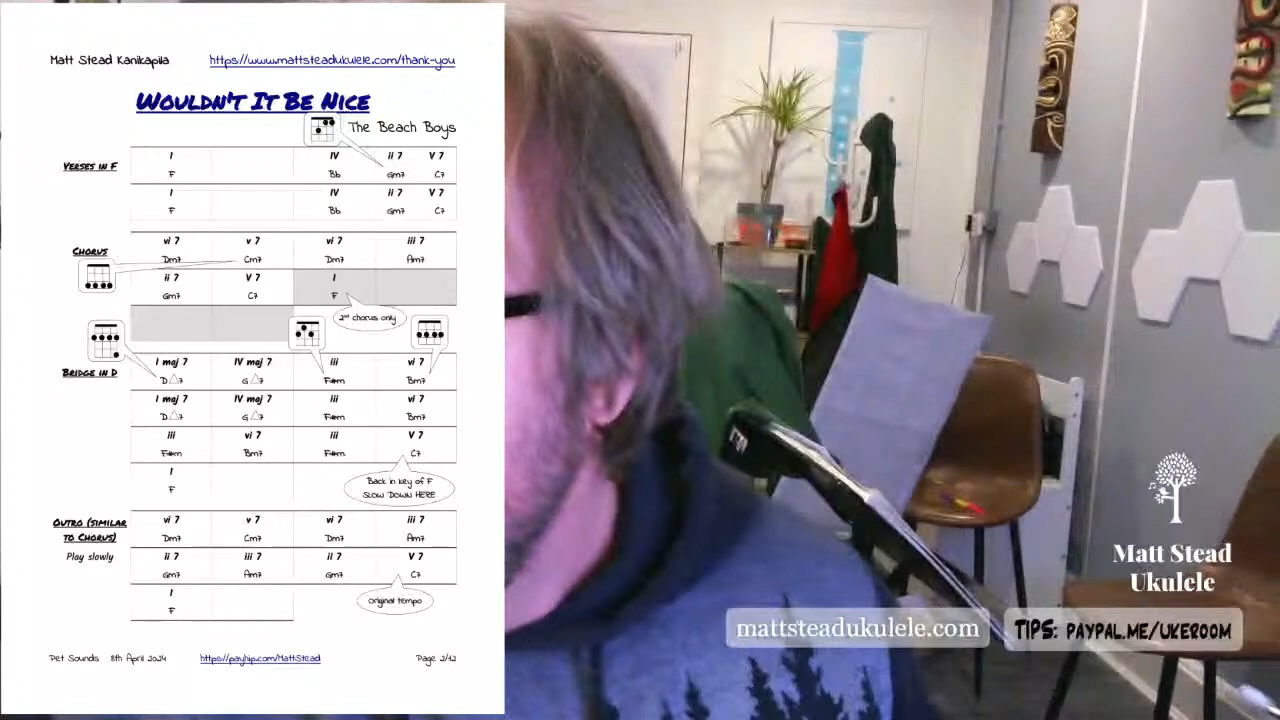 Matt Stead Kanikapila https://www.mattsteadukulele.com/thank-you
Wouldn't It Be Nice
The Beach Boys
Verses in F
I IV ii 7 V 7
F Bb Gm7 C7
I IV ii 7 V 7
F Bb Gm7 C7
Chorus
vi 7 v 7 vi 7 iii 7
Dm7 Cm7 Dm7 Am7
ii 7 V 7 I
Gm7 C7 F
2nd chorus only
Bridge in D
I maj 7 IV maj 7 iii vi 7
D△7 G△7 F#m Bm7
I maj 7 IV maj 7 iii vi 7
D△7 G△7 F#m Bm7
iii vi 7 iii V 7
F#m Bm7 F#m C7
I
F
Back in key of F
SLOW DOWN HERE
Outro (similar
to Chorus)
Play slowly
vi 7 v 7 vi 7 iii 7
Dm7 Cm7 Dm7 Am7
ii 7 iii 7 ii 7 V 7
Gm7 Am7 Gm7 C7
I
F
Original tempo
Pet Sounds 8th April 2024 https://payhip.com/MattStead Page 2/12
Matt Stead
Ukulele
mattsteadukulele.com
TIPS: PAYPAL.ME/UKEROOM